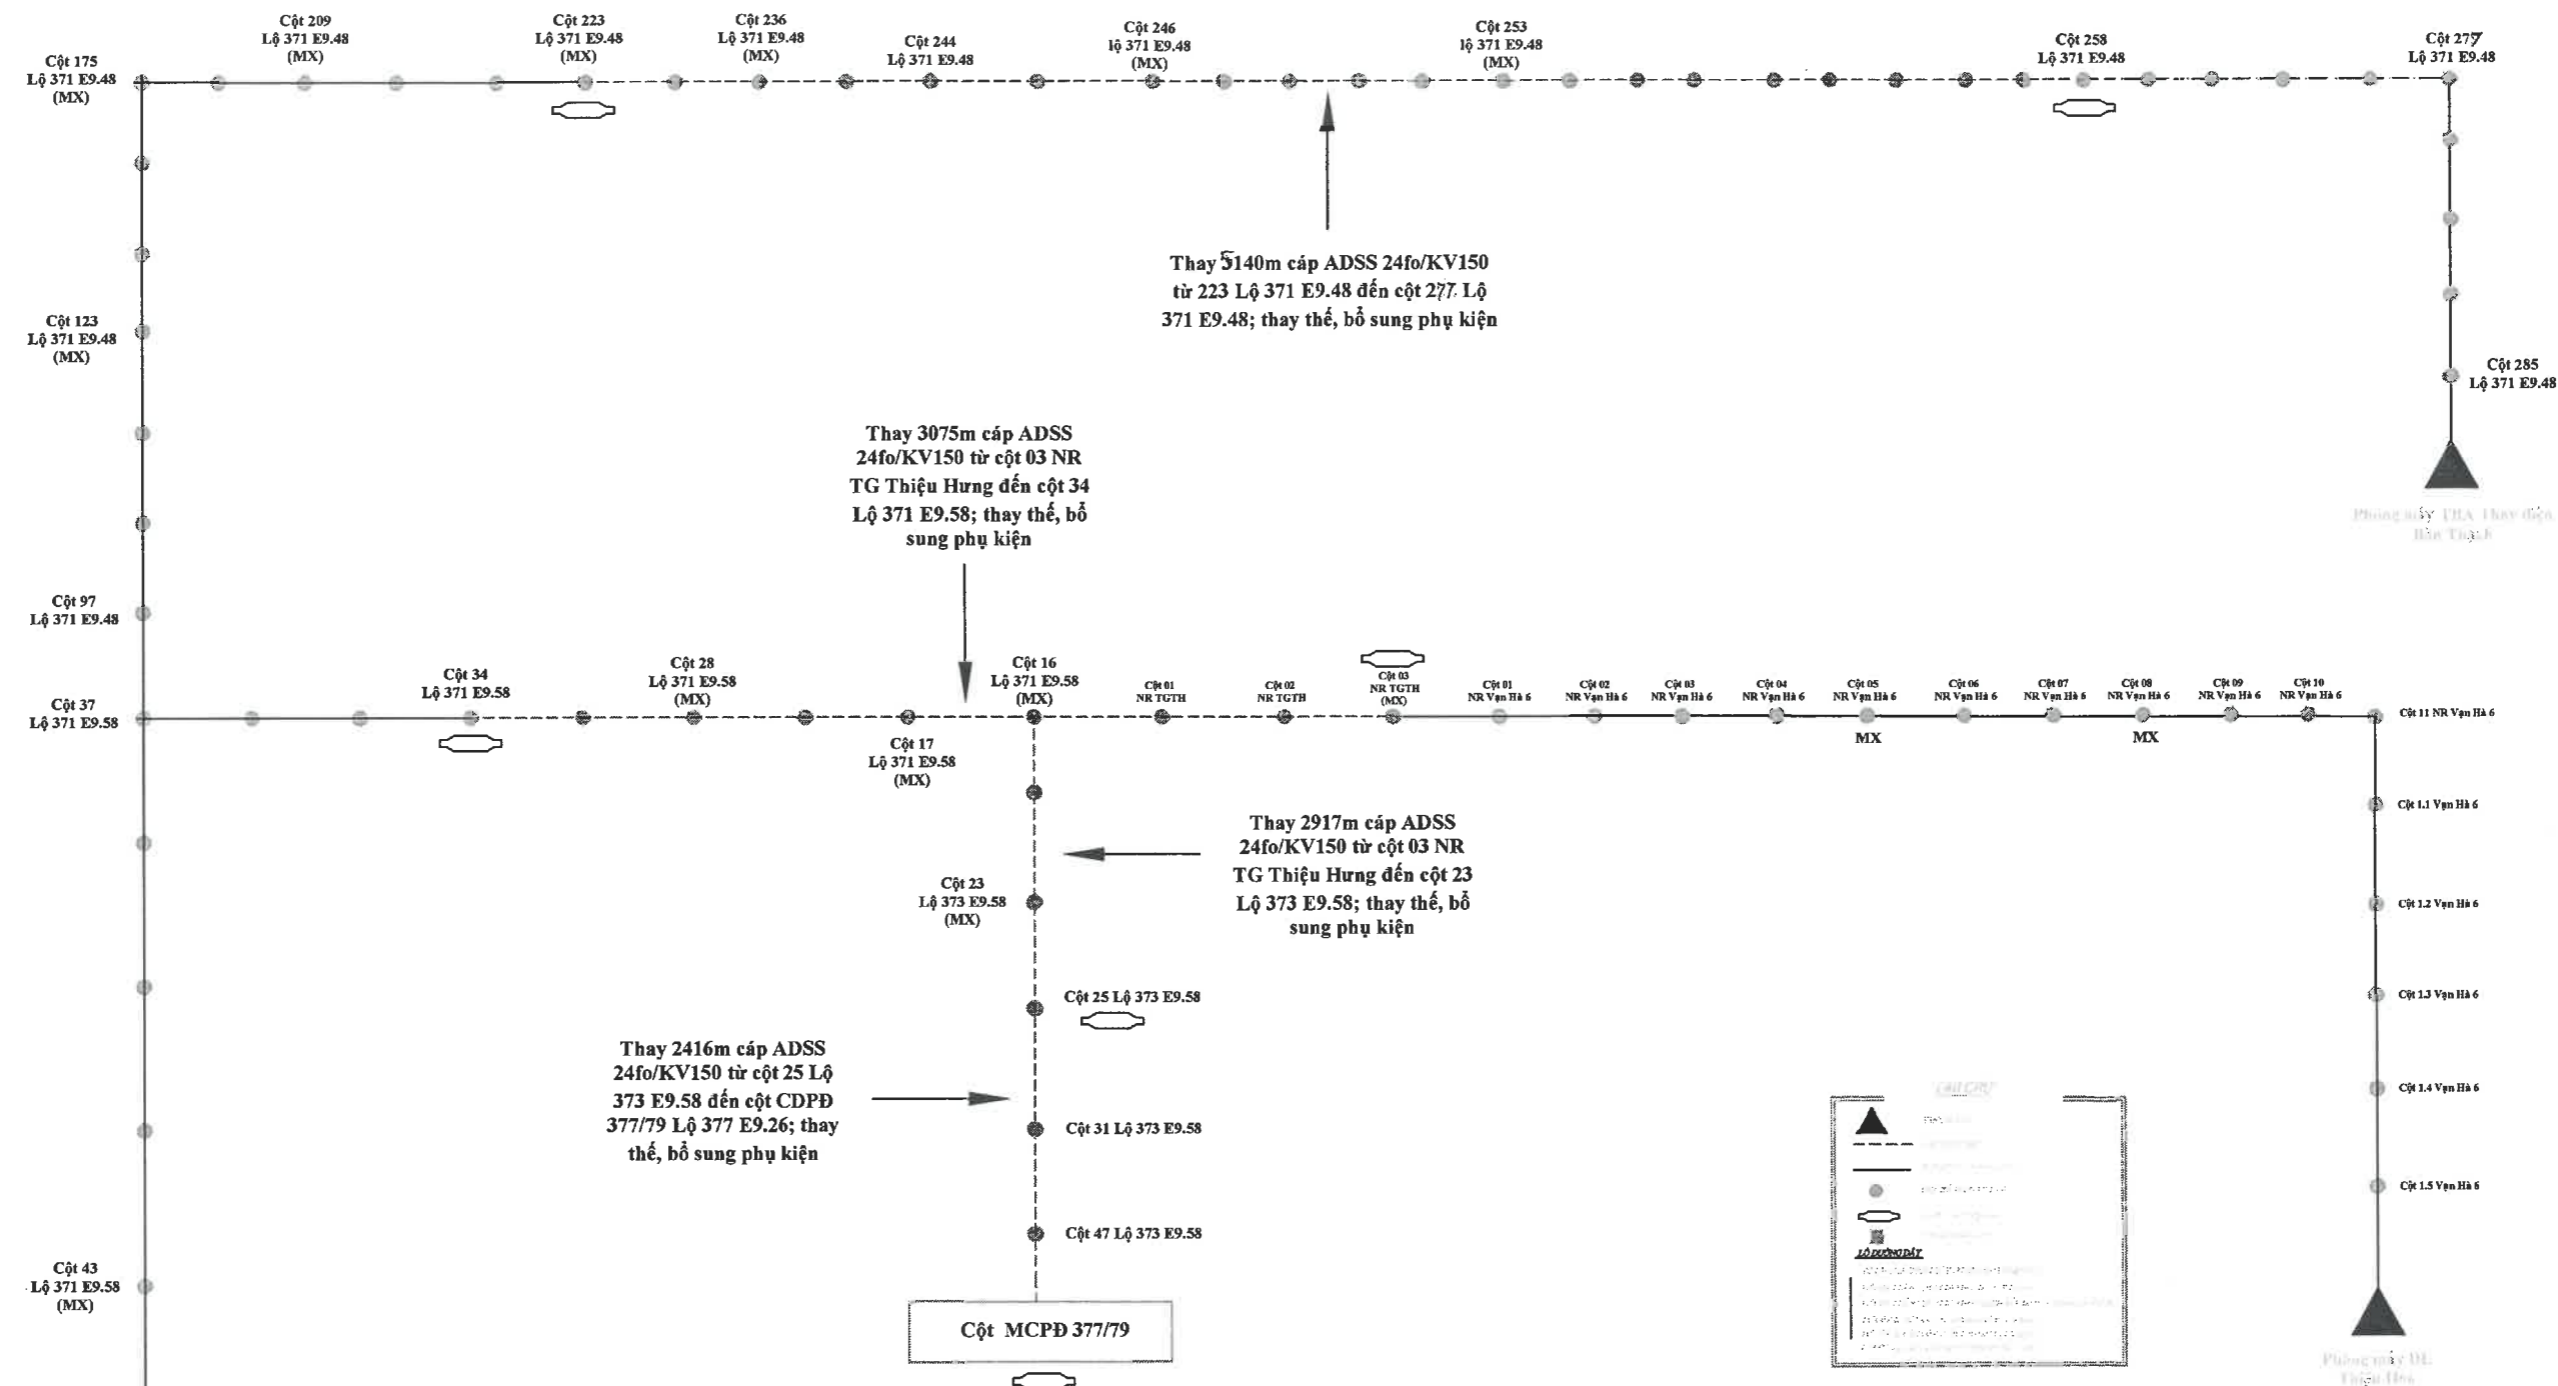 Cột 209
Lộ 371 E9.48
(MX)
Cột 223
Lộ 371 E9.48
(MX)
Cột 236
Lộ 371 E9.48
(MX)
Cột 244
Lộ 371 E9.48
Cột 246
lộ 371 E9.48
(MX)
Cột 253
lộ 371 E9.48
(MX)
Cột 258
Lộ 371 E9.48
Cột 277
Lộ 371 E9.48
Cột 175
Lộ 371 E9.48
(MX)
Thay 5140m cáp ADSS 24fo/KV150
từ 223 Lộ 371 E9.48 đến cột 277 Lộ
371 E9.48; thay thế, bổ sung phụ kiện
Cột 123
Lộ 371 E9.48
(MX)
Cột 285
Lộ 371 E9.48
Phòng máy TBA
Thay 3075m cáp ADSS
24fo/KV150 từ cột 03 NR
TG Thiệu Hưng đến cột 34
Lộ 371 E9.58; thay thế, bổ
sung phụ kiện
Cột 97
Lộ 371 E9.48
Cột 37
Lộ 371 E9.58
Cột 34
Lộ 371 E9.58
Cột 28
Lộ 371 E9.58
(MX)
Cột 17
Lộ 371 E9.58
(MX)
Cột 16
Lộ 371 E9.58
(MX)
Cột 01
NR TGTH
Cột 02
NR TGTH
Cột 03
NR TGTH
(MX)
Cột 01
NR Vạn Hà 6
Cột 02
NR Vạn Hà 6
Cột 03
NR Vạn Hà 6
Cột 04
NR Vạn Hà 6
Cột 05
NR Vạn Hà 6
MX
Cột 06
NR Vạn Hà 6
Cột 07
NR Vạn Hà 6
Cột 08
NR Vạn Hà 6
MX
Cột 09
NR Vạn Hà 6
Cột 10
NR Vạn Hà 6
Cột 11 NR Vạn Hà 6
Cột 1.1 Vạn Hà 6
Cột 1.2 Vạn Hà 6
Cột 1.3 Vạn Hà 6
Cột 1.4 Vạn Hà 6
Cột 1.5 Vạn Hà 6
Thay 2917m cáp ADSS
24fo/KV150 từ cột 03 NR
TG Thiệu Hưng đến cột 23
Lộ 373 E9.58; thay thế, bổ
sung phụ kiện
Cột 23
Lộ 373 E9.58
(MX)
Cột 25 Lộ 373 E9.58
Thay 2416m cáp ADSS
24fo/KV150 từ cột 25 Lộ
373 E9.58 đến cột CDPĐ
377/79 Lộ 377 E9.26; thay
thế, bổ sung phụ kiện
Cột 31 Lộ 373 E9.58
Cột 47 Lộ 373 E9.58
Cột MCPĐ 377/79
Cột 43
Lộ 371 E9.58
(MX)
LỘ ĐƯỜNG DÂY
Phòng máy ĐL